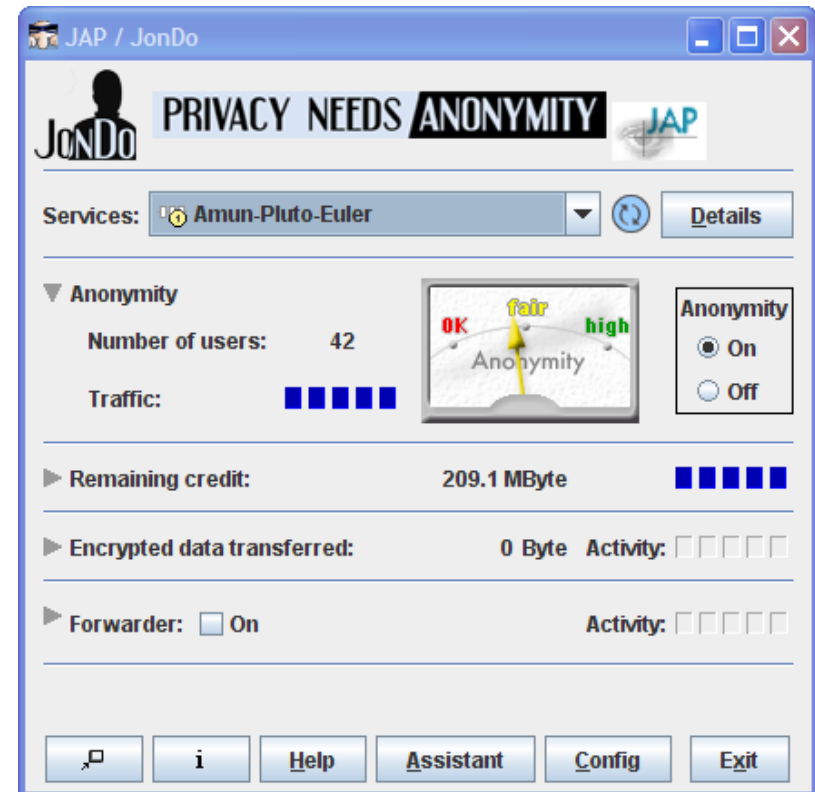 JAP / JonDo
JONDO PRIVACY NEEDS ANONYMITY JAP
Services: 1 Amun-Pluto-Euler Details
Anonymity
Number of users: 42
Traffic:
OK fair high
Anonymity
Anonymity
On
Off
Remaining credit: 209.1 MByte
Encrypted data transferred: 0 Byte Activity:
Forwarder: On Activity:
i Help Assistant Config Exit